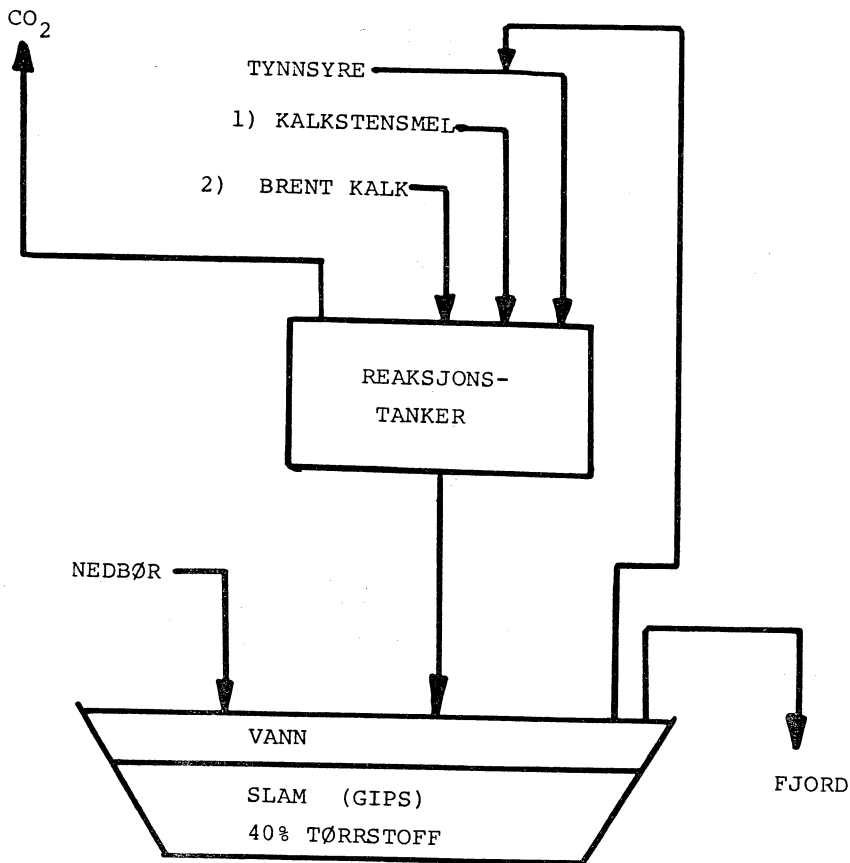 CO2
TYNNSYRE
1) KALKSTENSMEL
2) BRENT KALK
REAKSJONS-
TANKER
NEDBØR
VANN
SLAM (GIPS)
40% TØRRSTOFF
FJORD